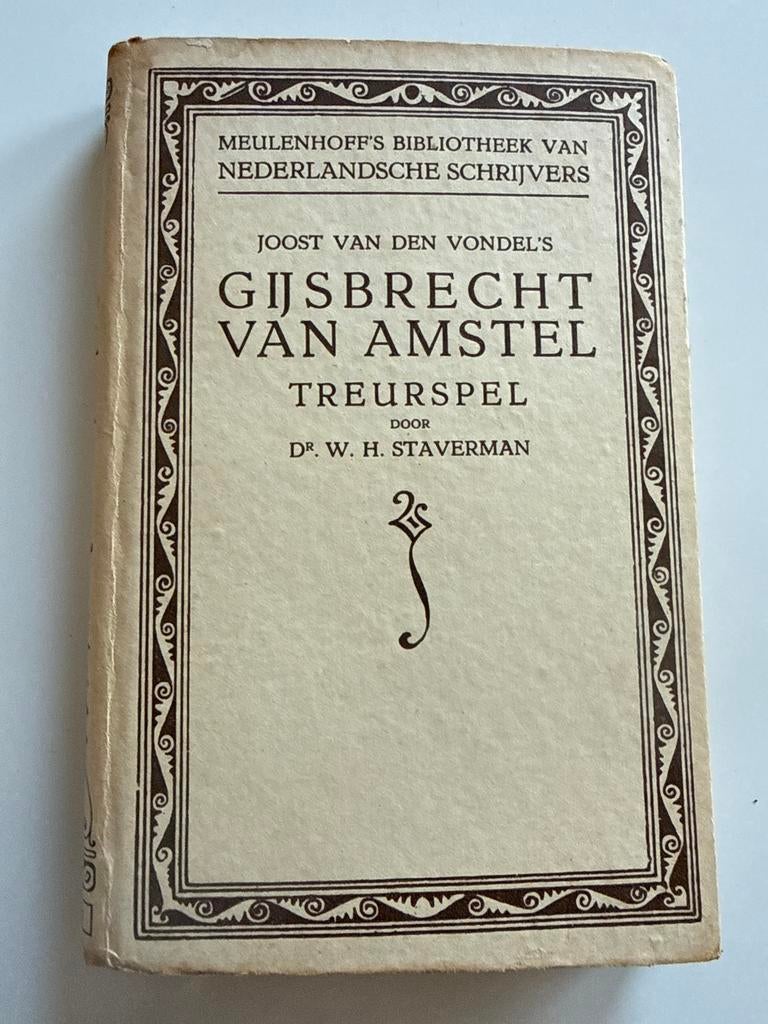 MEULENHOFF'S BIBLIOTHEEK VAN
NEDERLANDSCHE SCHRIJVERS
JOOST VAN DEN VONDEL'S
GIJSBRECHT
VAN AMSTEL
TREURSPEL
DOOR
DR. W. H. STAVERMAN